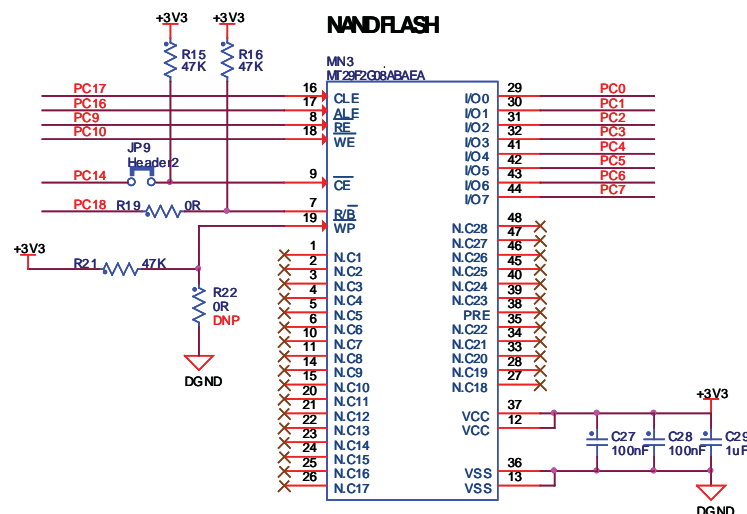 NANDFLASH
+3V3 +3V3
R15 47K
R16 47K
MN3
MT29F2G08ABAEA
PC17 16 CLE I/O0 29 PC0
PC16 17 ALE I/O1 30 PC1
PC9 8 RE I/O2 31 PC2
PC10 18 WE I/O3 32 PC3
I/O4 41 PC4
JP9
Header2
I/O5 42 PC5
PC14 9 CE I/O6 43 PC6
I/O7 44 PC7
PC18 R19 0R 7 R/B
19 WP N.C28 48
N.C27 47
+3V3
R21 47K
1 N.C1 N.C26 46
2 N.C2 N.C25 45
3 N.C3 N.C24 40
4 N.C4 N.C23 39
5 N.C5 PRE 38
6 N.C6 N.C22 35
10 N.C7 N.C21 34
11 N.C8 N.C20 33
14 N.C9 N.C19 28
15 N.C10 N.C18 27
R22
0R
DNP
DGND
20 N.C11
21 N.C12 VCC 37
22 N.C13 VCC 12
23 N.C14
24 N.C15
25 N.C16 VSS 36
26 N.C17 VSS 13
+3V3
C27 100nF
C28 100nF
C29 1uF
DGND